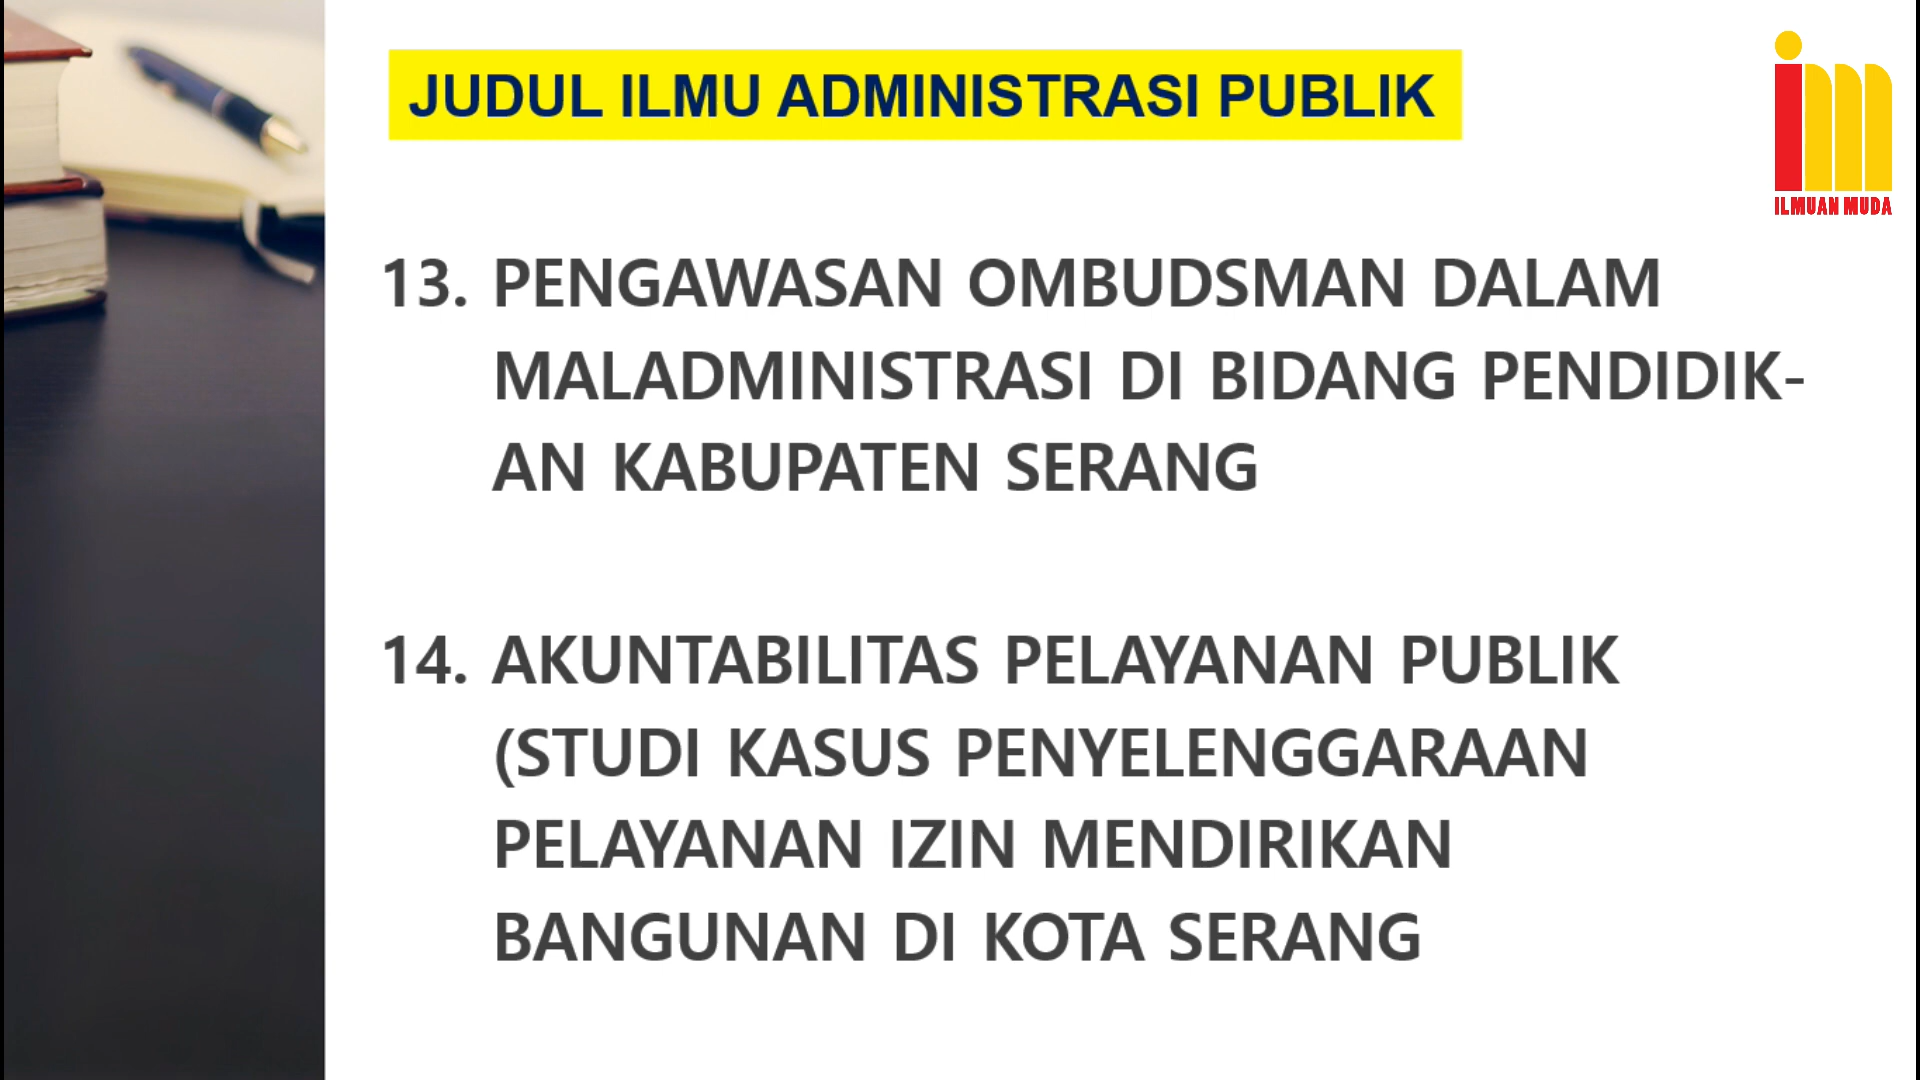 JUDUL ILMU ADMINISTRASI PUBLIK
ILMUAN MUDA
13. PENGAWASAN OMBUDSMAN DALAM
MALADMINISTRASI DI BIDANG PENDIDIK-
AN KABUPATEN SERANG
14. AKUNTABILITAS PELAYANAN PUBLIK
(STUDI KASUS PENYELENGGARAAN
PELAYANAN IZIN MENDIRIKAN
BANGUNAN DI KOTA SERANG